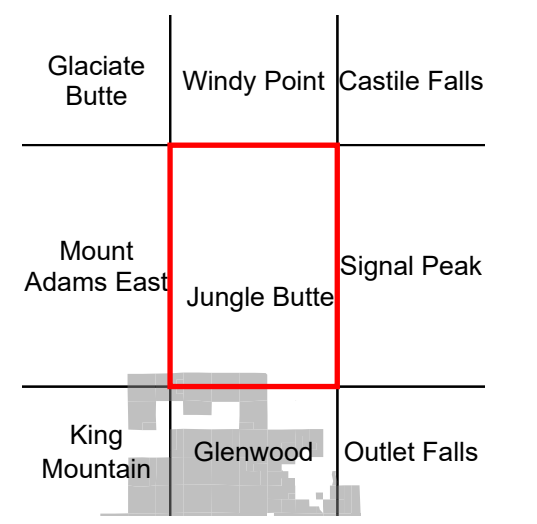 Glaciate
Butte
Windy Point
Castile Falls
Mount
Adams East
Jungle Butte
Signal Peak
King
Mountain
Glenwood
Outlet Falls